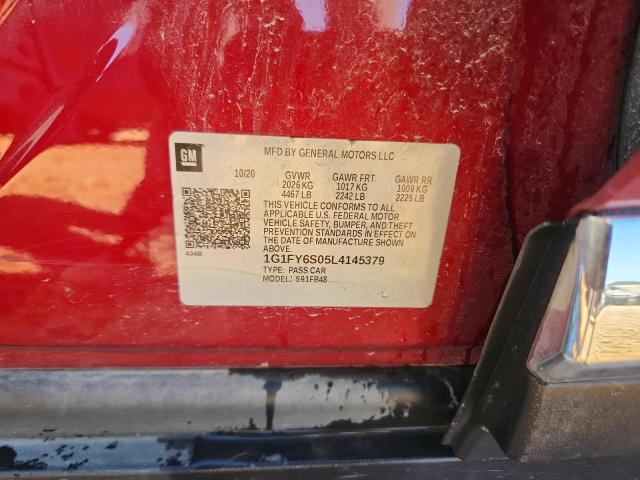 GM
MFD BY GENERAL MOTORS LLC
10/20 GVWR GAWR FRT GAWR RR
2026 KG 1017 KG 1009 KG
4467 LB 2242 LB 2225 LB
THIS VEHICLE CONFORMS TO ALL
APPLICABLE U.S. FEDERAL MOTOR
VEHICLE SAFETY, BUMPER, AND THEFT
PREVENTION STANDARDS IN EFFECT ON
THE DATE OF MANUFACTURE SHOWN
ABOVE.
434B
1G1FY6S05L4145379
TYPE: PASS CAR
MODEL: 591FB48